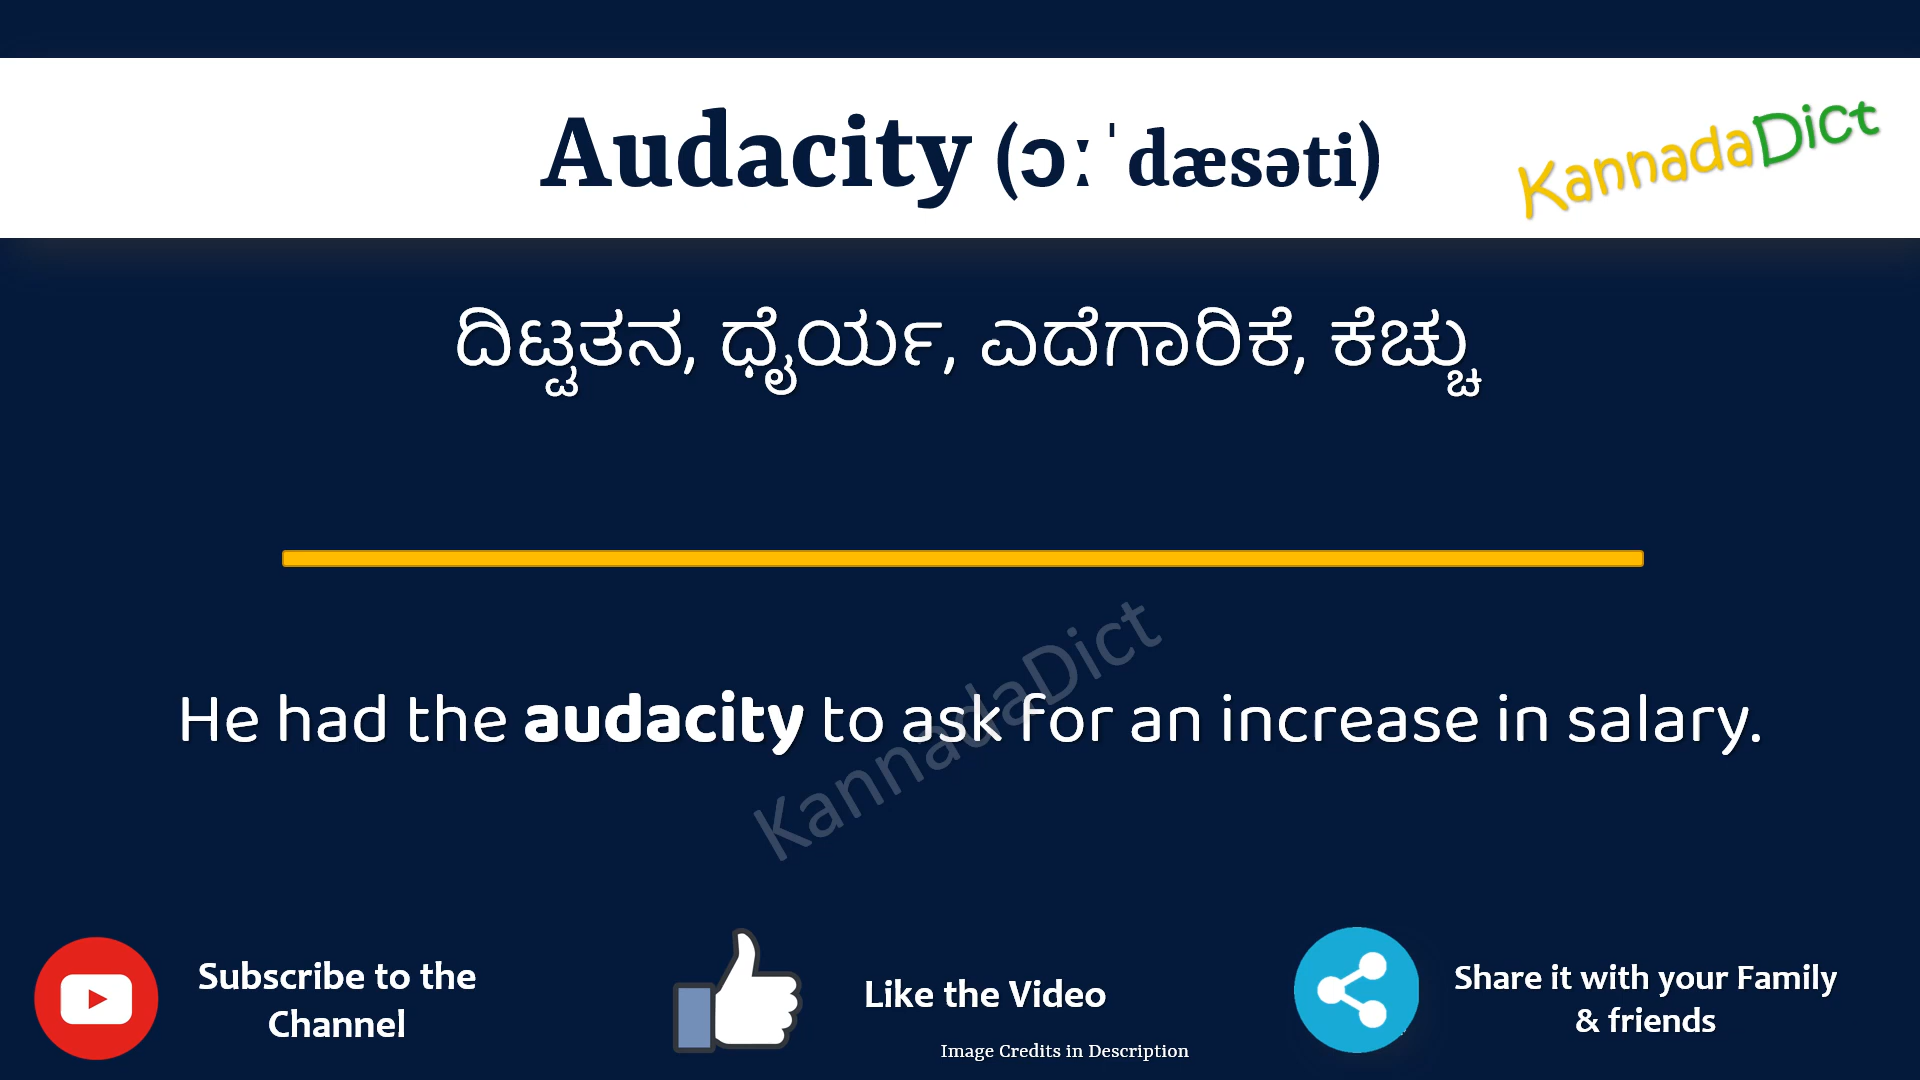 Audacity (ɔːˈdæsəti)
KannadaDict
ದಿಟ್ಟತನ, ಧೈರ್ಯ, ಎದೆಗಾರಿಕೆ, ಕೆಚ್ಚು
He had the audacity to ask for an increase in salary.
KannadaDict
Subscribe to the
Channel
Like the Video
Share it with your Family
& friends
Image Credits in Description